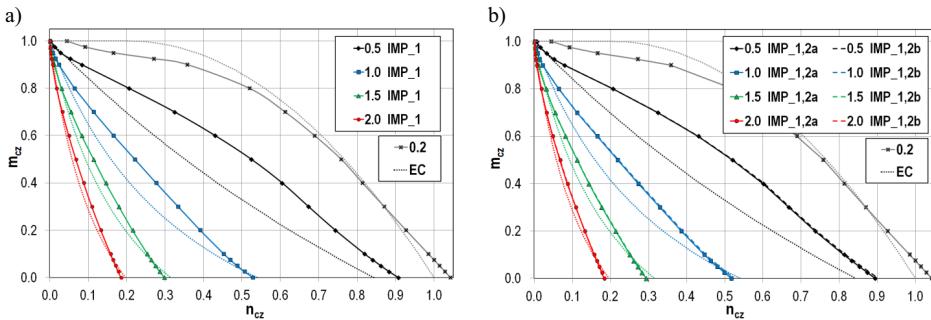 a)
1.0
0.8
0.6
0.4
0.2
0.0
m_cz
0.0 0.1 0.2 0.3 0.4 0.5 0.6 0.7 0.8 0.9 1.0
n_cz
0.5 IMP_1
1.0 IMP_1
1.5 IMP_1
2.0 IMP_1
0.2
EC
b)
1.0
0.8
0.6
0.4
0.2
0.0
m_cz
0.0 0.1 0.2 0.3 0.4 0.5 0.6 0.7 0.8 0.9 1.0
n_cz
0.5 IMP_1,2a 0.5 IMP_1,2b
1.0 IMP_1,2a 1.0 IMP_1,2b
1.5 IMP_1,2a 1.5 IMP_1,2b
2.0 IMP_1,2a 2.0 IMP_1,2b
0.2
EC